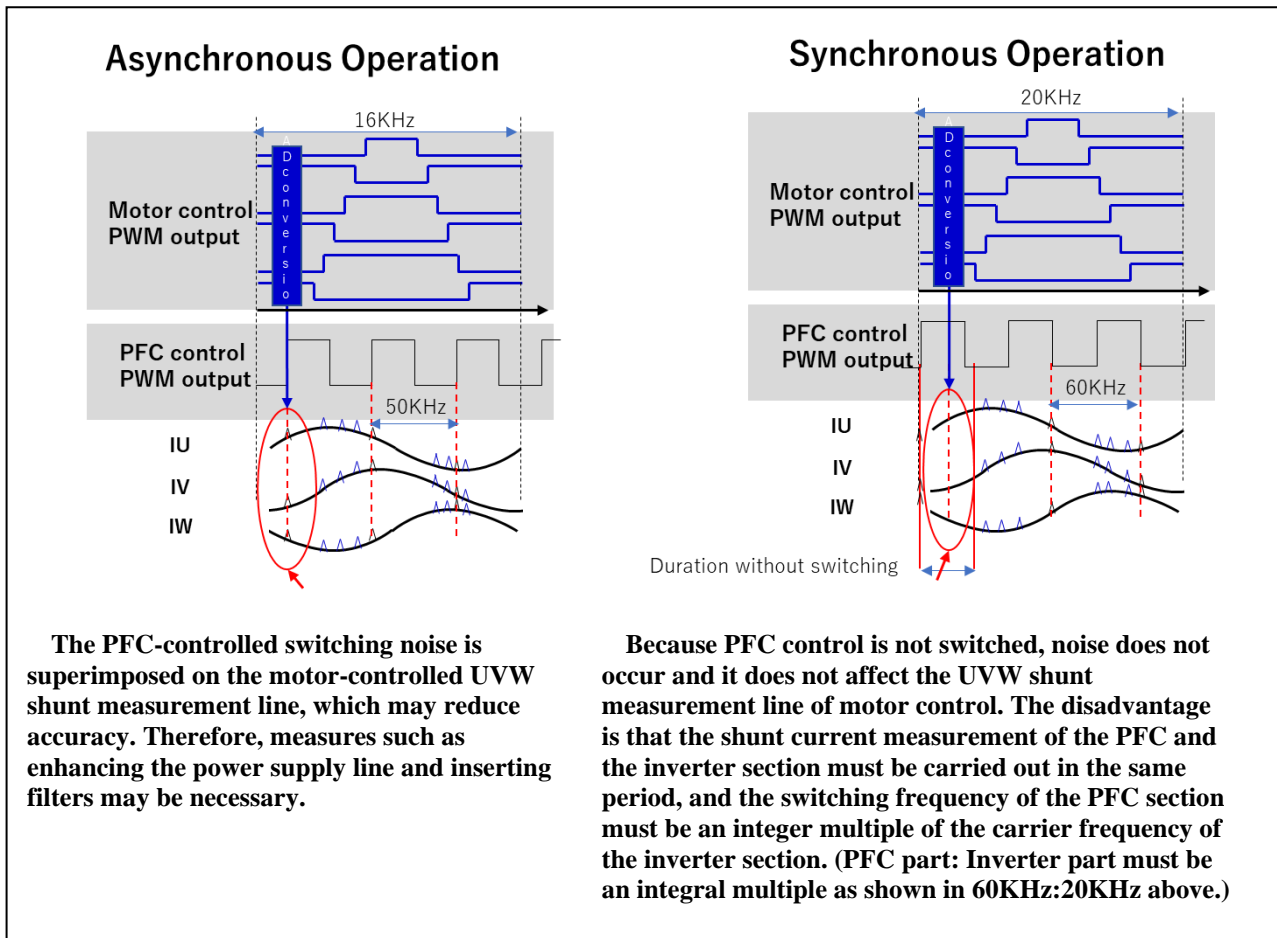 Asynchronous Operation
16KHz
ADconversio
Motor control
PWM output
PFC control
PWM output
50KHz
IU
IV
IW
The PFC-controlled switching noise is
superimposed on the motor-controlled UVW
shunt measurement line, which may reduce
accuracy. Therefore, measures such as
enhancing the power supply line and inserting
filters may be necessary.
Synchronous Operation
20KHz
ADconversio
Motor control
PWM output
PFC control
PWM output
60KHz
IU
IV
IW
Duration without switching
Because PFC control is not switched, noise does not
occur and it does not affect the UVW shunt
measurement line of motor control. The disadvantage
is that the shunt current measurement of the PFC and
the inverter section must be carried out in the same
period, and the switching frequency of the PFC section
must be an integer multiple of the carrier frequency of
the inverter section. (PFC part: Inverter part must be
an integral multiple as shown in 60KHz:20KHz above.)